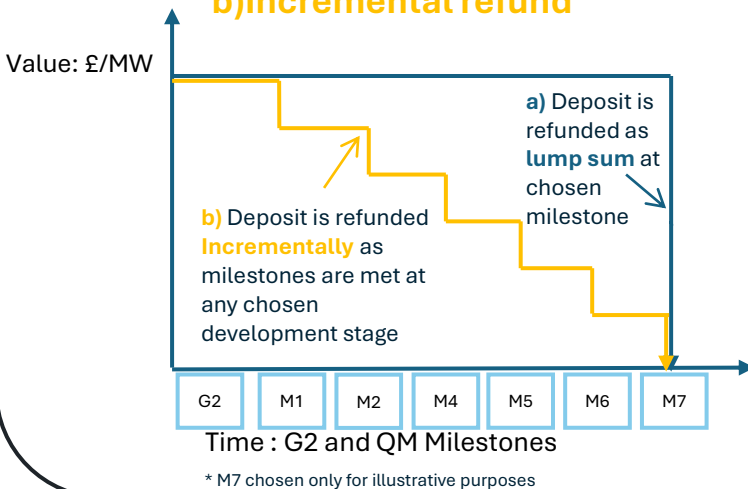 b)Incremental refund
Value: £/MW
a) Deposit is
refunded as
lump sum at
chosen
milestone
b) Deposit is refunded
Incrementally as
milestones are met at
any chosen
development stage
G2 M1 M2 M4 M5 M6 M7
Time : G2 and QM Milestones
* M7 chosen only for illustrative purposes